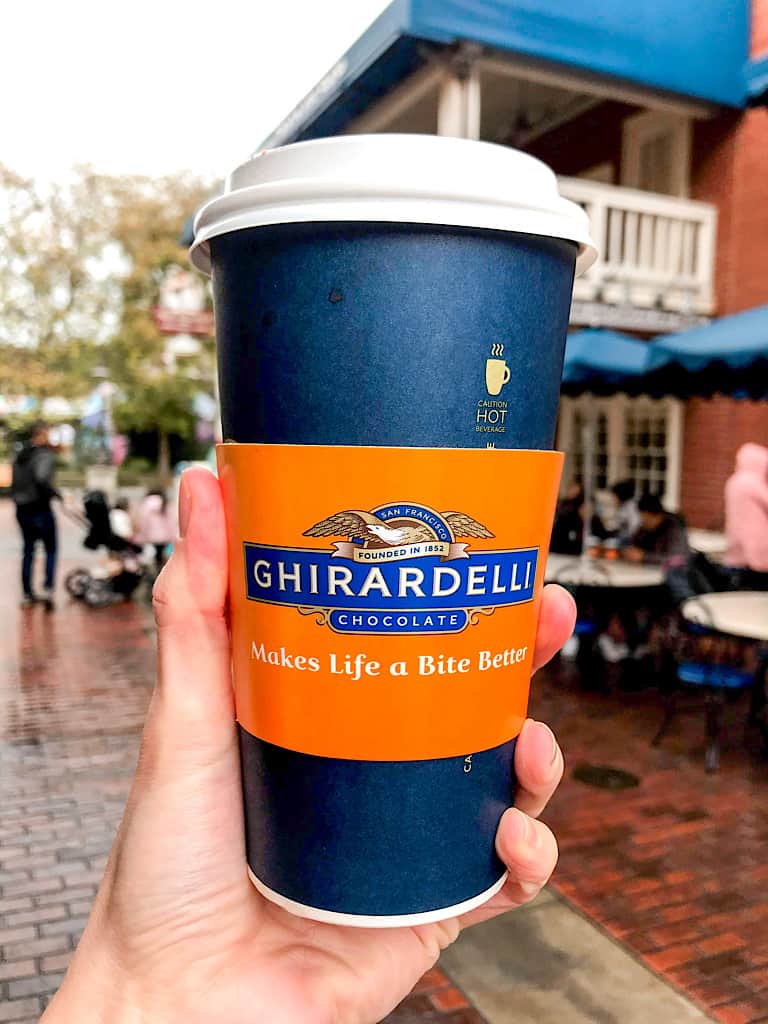 CAUTION
HOT
BEVERAGE
SAN FRANCISCO
FOUNDED IN 1852
GHIRARDELLI
CHOCOLATE
Makes Life a Bite Better